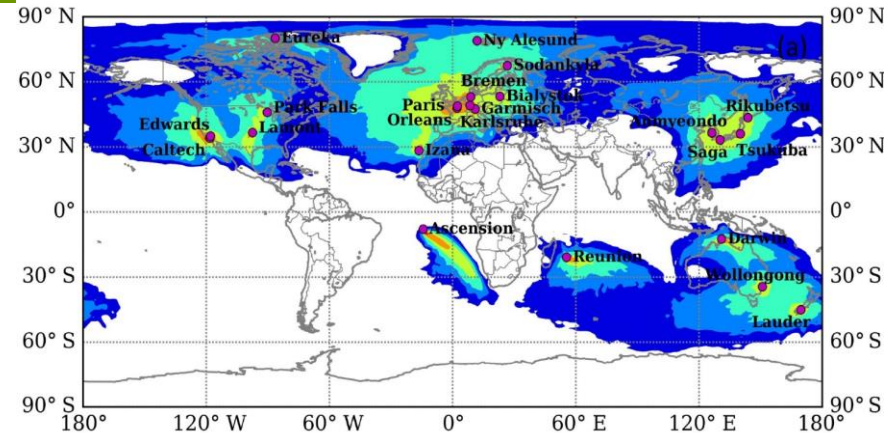 90° N
90° N
(a)
Eureka
Ny Alesund
Sodankyla
60° N
60° N
Bremen
Bialystok
Park Falls
Paris
Garmisch
Rikubetsu
Edwards
Lamont
Orleans
Karlsruhe
Anmyeondo
Caltech
30° N
30° N
Izana
Saga
Tsukuba
0°
0°
Ascension
Darwin
Reunion
30° S
30° S
Wollongong
Lauder
60° S
60° S
90° S
90° S
180°
120° W
60° W
0°
60° E
120° E
180°